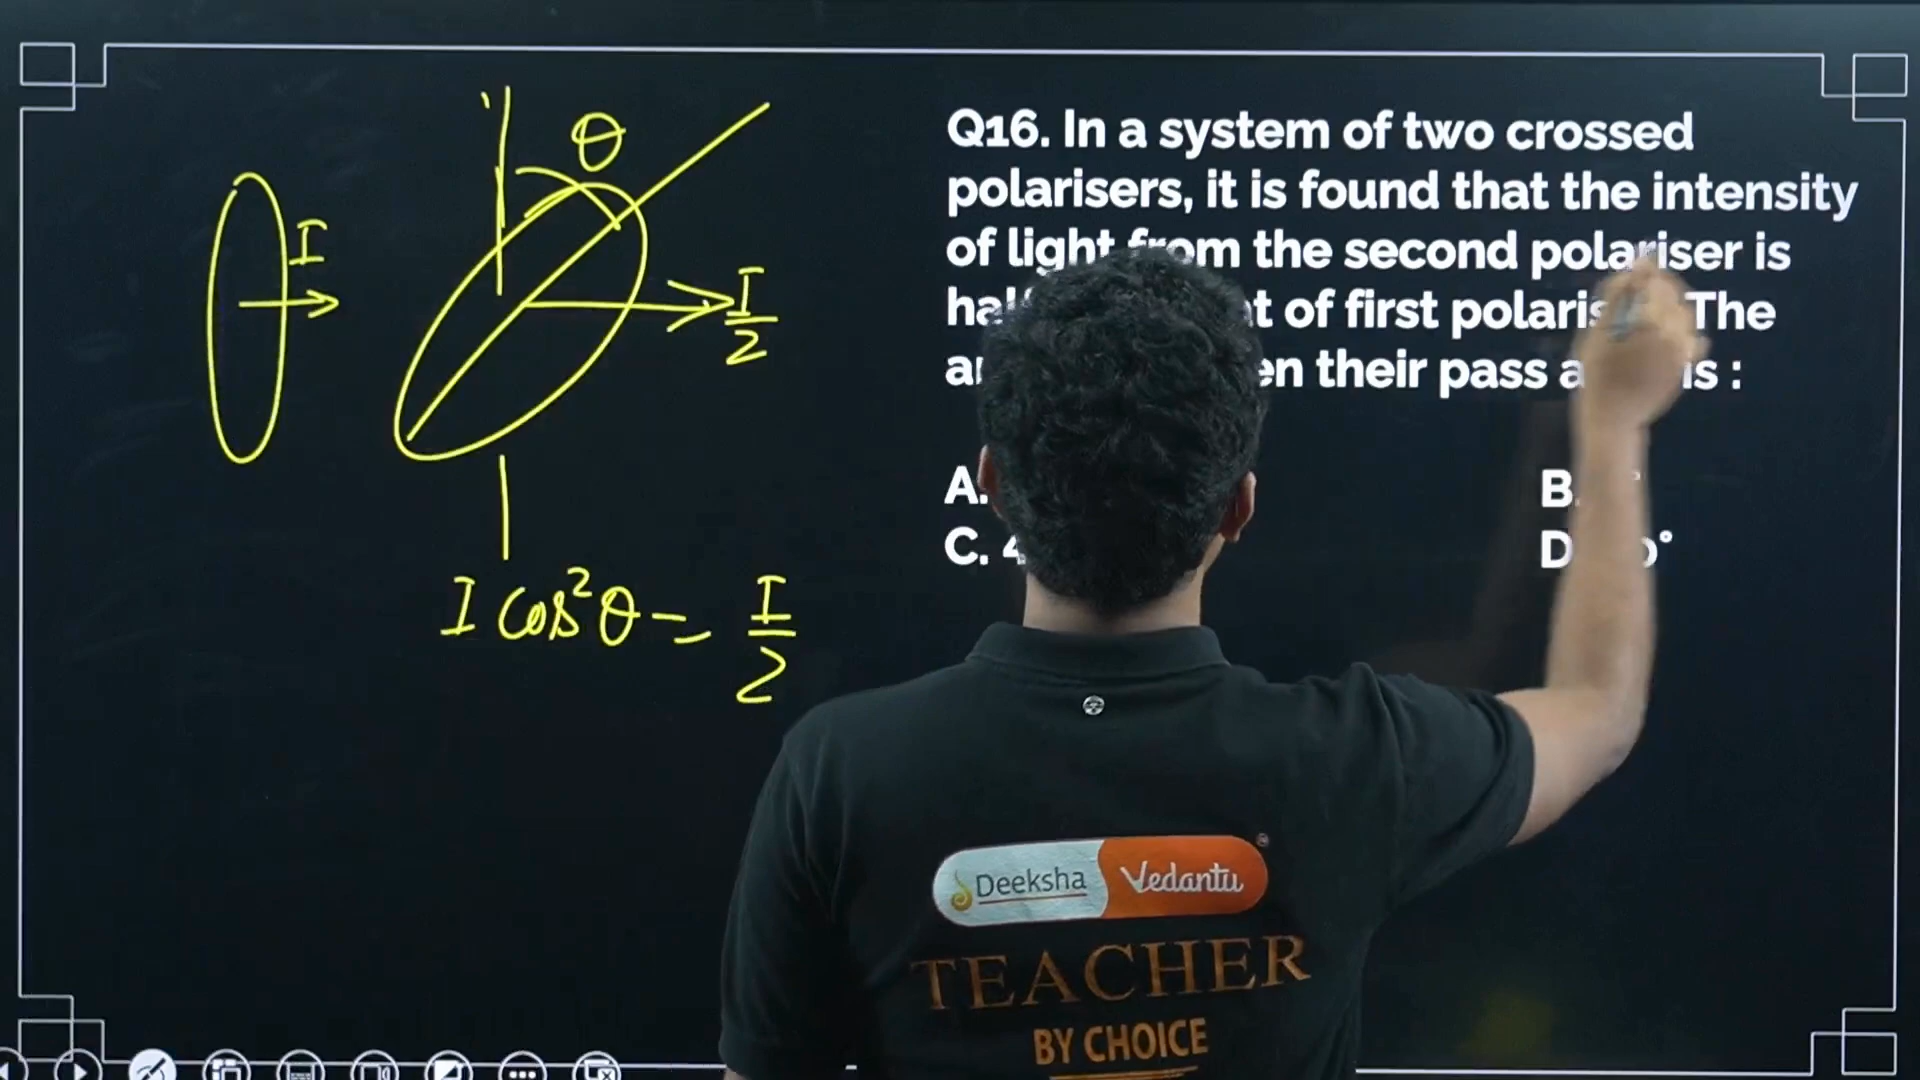 θ
I
I
2
I cos²θ = I
2
Q16. In a system of two crossed
polarisers, it is found that the intensity
of light from the second polariser is
of first polaris The
their pass is :
A.
B.
C. 4
D
Deeksha Vedantu
TEACHER
BY CHOICE